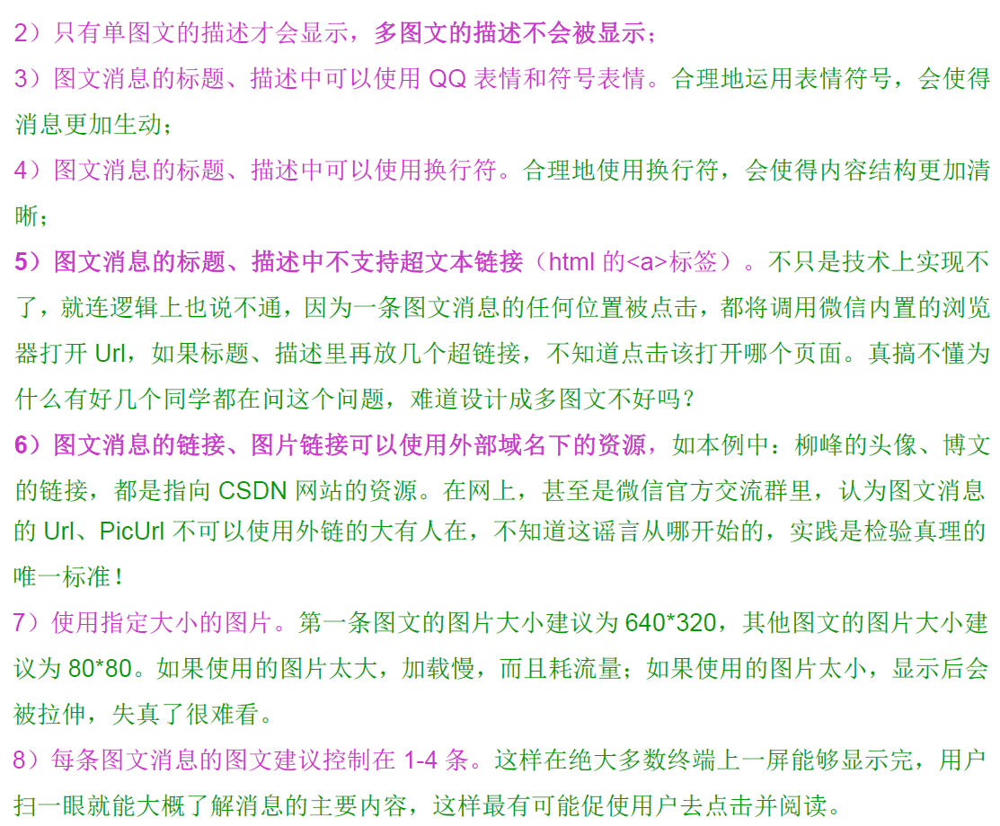 2）只有单图文的描述才会显示，多图文的描述不会被显示；
3）图文消息的标题、描述中可以使用 QQ 表情和符号表情。合理地运用表情符号，会使得
消息更加生动；
4）图文消息的标题、描述中可以使用换行符。合理地使用换行符，会使得内容结构更加清
晰；
5）图文消息的标题、描述中不支持超文本链接（html 的<a>标签）。不只是技术上实现不
了，就连逻辑上也说不通，因为一条图文消息的任何位置被点击，都将调用微信内置的浏览
器打开 Url，如果标题、描述里再放几个超链接，不知道点击该打开哪个页面。真搞不懂为
什么有好几个同学都在问这个问题，难道设计成多图文不好吗？
6）图文消息的链接、图片链接可以使用外部域名下的资源，如本例中：柳峰的头像、博文
的链接，都是指向 CSDN 网站的资源。在网上，甚至是微信官方交流群里，认为图文消息
的 Url、PicUrl 不可以使用外链的大有人在，不知道这谣言从哪开始的，实践是检验真理的
唯一标准！
7）使用指定大小的图片。第一条图文的图片大小建议为 640*320，其他图文的图片大小建
议为 80*80。如果使用的图片太大，加载慢，而且耗流量；如果使用的图片太小，显示后会
被拉伸，失真了很难看。
8）每条图文消息的图文建议控制在 1-4 条。这样在绝大多数终端上一屏能够显示完，用户
扫一眼就能大概了解消息的主要内容，这样最有可能促使用户去点击并阅读。